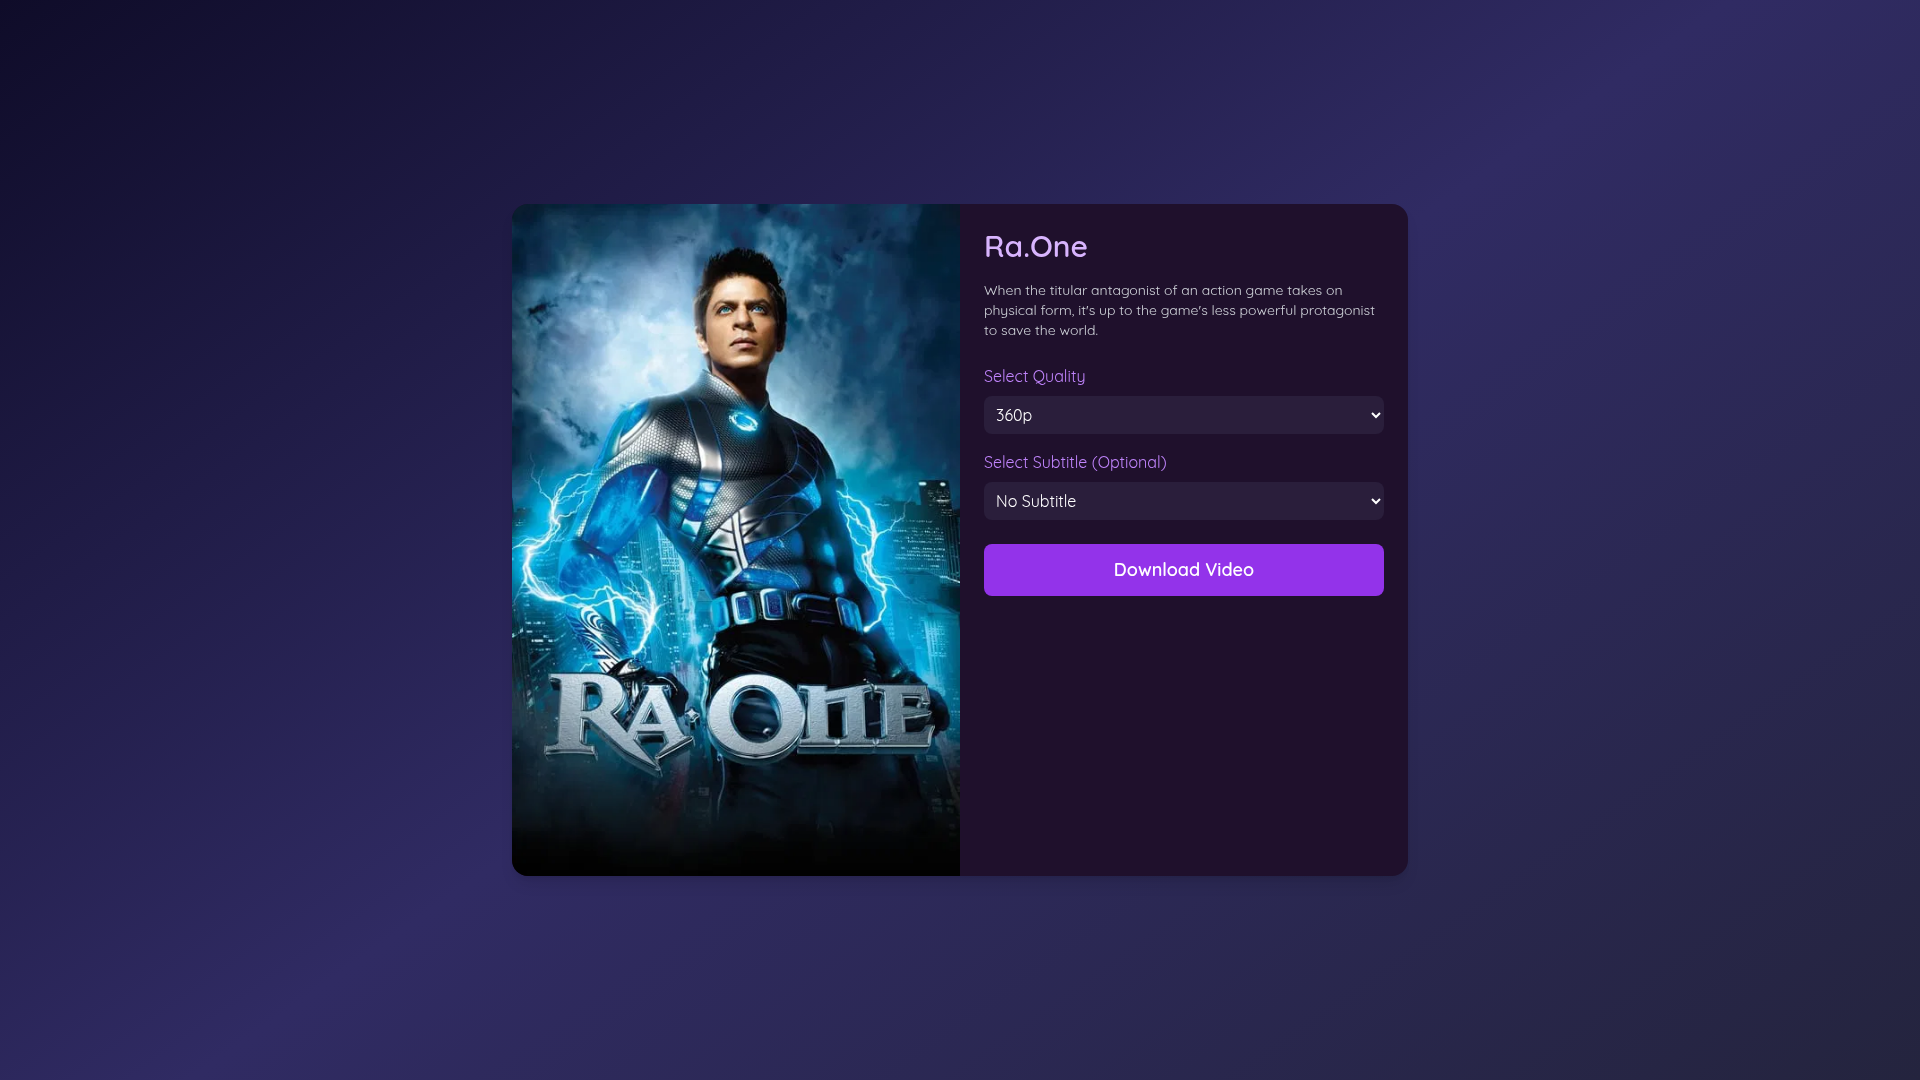 Ra.One
When the titular antagonist of an action game takes on
physical form, it's up to the game's less powerful protagonist
to save the world.
Select Quality
360p
Select Subtitle (Optional)
No Subtitle
Download Video
RA·ONE